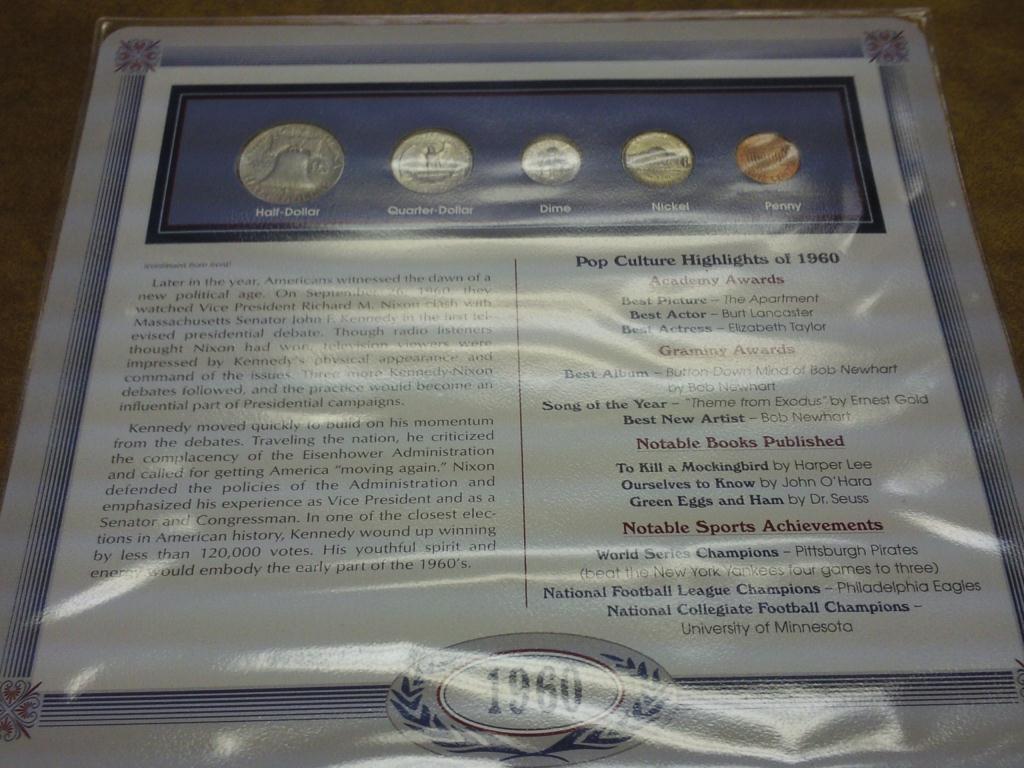 Half-Dollar
Quarter-Dollar
Dime
Nickel
Penny
(continued from front)
Later in the year, Americans witnessed the dawn of a
new political age. On September 26, 1960, they
watched Vice President Richard M. Nixon clash with
Massachusetts Senator John F. Kennedy in the first tel-
evised presidential debate. Though radio listeners
thought Nixon had won, television viewers were
impressed by Kennedy's physical appearance and
command of the issues. Three more Kennedy-Nixon
debates followed, and the practice would become an
influential part of Presidential campaigns.
Kennedy moved quickly to build on his momentum
from the debates. Traveling the nation, he criticized
the complacency of the Eisenhower Administration
and called for getting America "moving again." Nixon
defended the policies of the Administration and
emphasized his experience as Vice President and as a
Senator and Congressman. In one of the closest elec-
tions in American history, Kennedy wound up winning
by less than 120,000 votes. His youthful spirit and
energy would embody the early part of the 1960's.
Pop Culture Highlights of 1960
Academy Awards
Best Picture – The Apartment
Best Actor – Burt Lancaster
Best Actress – Elizabeth Taylor
Grammy Awards
Best Album – Button-Down Mind of Bob Newhart
by Bob Newhart
Song of the Year – "Theme from Exodus" by Ernest Gold
Best New Artist – Bob Newhart
Notable Books Published
To Kill a Mockingbird by Harper Lee
Ourselves to Know by John O'Hara
Green Eggs and Ham by Dr. Seuss
Notable Sports Achievements
World Series Champions – Pittsburgh Pirates
(beat the New York Yankees four games to three)
National Football League Champions – Philadelphia Eagles
National Collegiate Football Champions –
University of Minnesota
1960